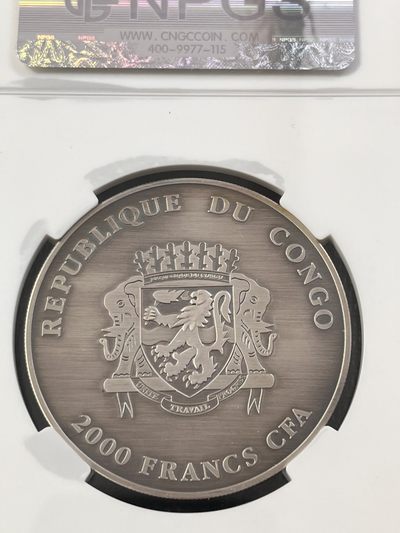 NPGS
WWW.CNGCCOIN.COM
400-9977-115
REPUBLIQUE DU CONGO
UNITE TRAVAIL PROGRES
2000 FRANCS CFA